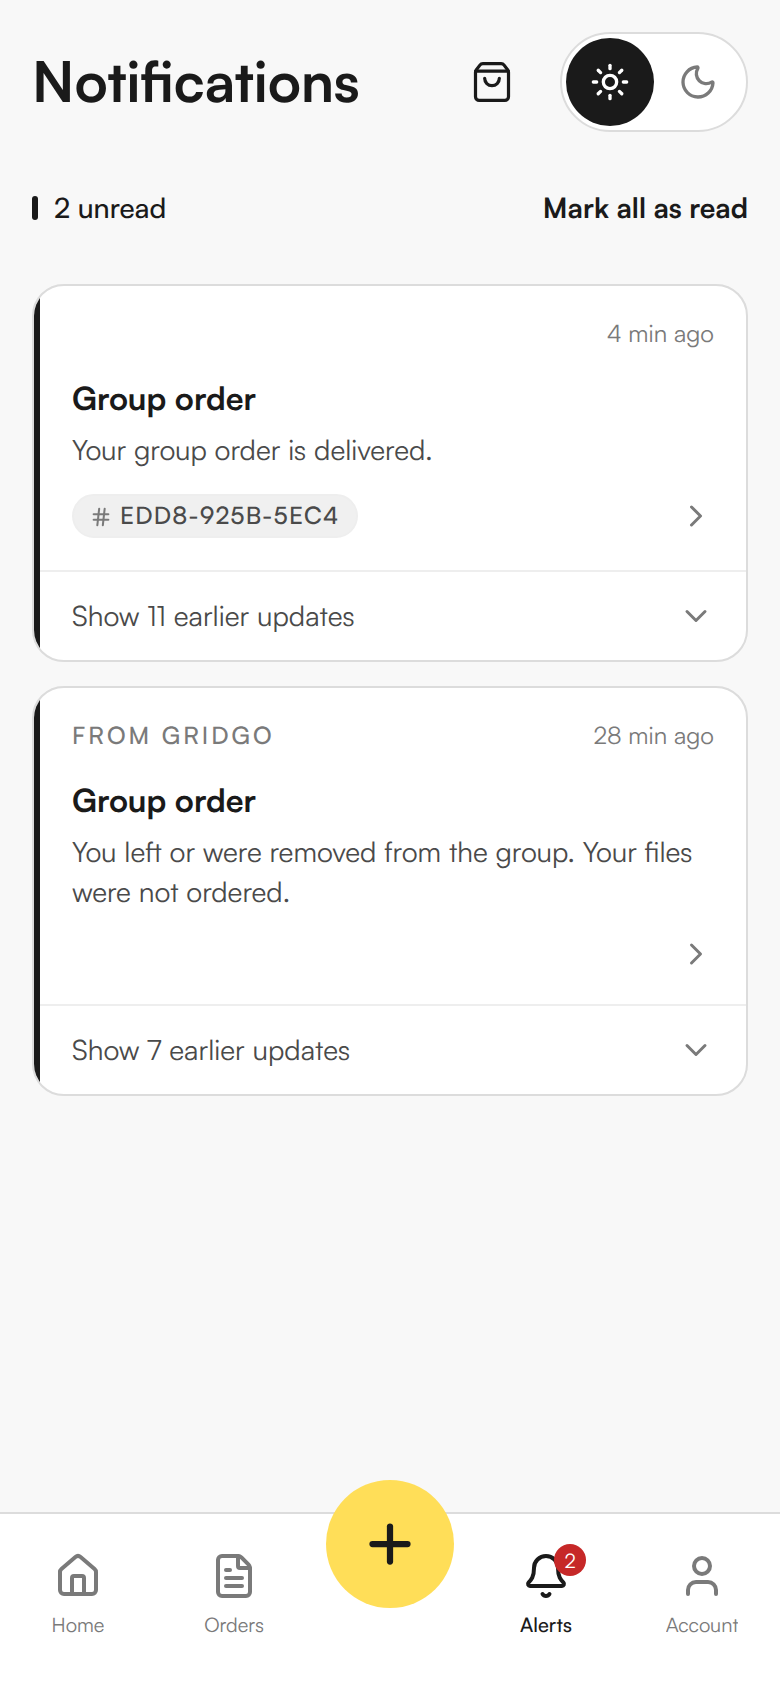 Notifications
2 unread
Mark all as read
4 min ago
Group order
Your group order is delivered.
# EDD8-925B-5EC4
Show 11 earlier updates
FROM GRIDGO
28 min ago
Group order
You left or were removed from the group. Your files
were not ordered.
Show 7 earlier updates
2
Home
Orders
Alerts
Account